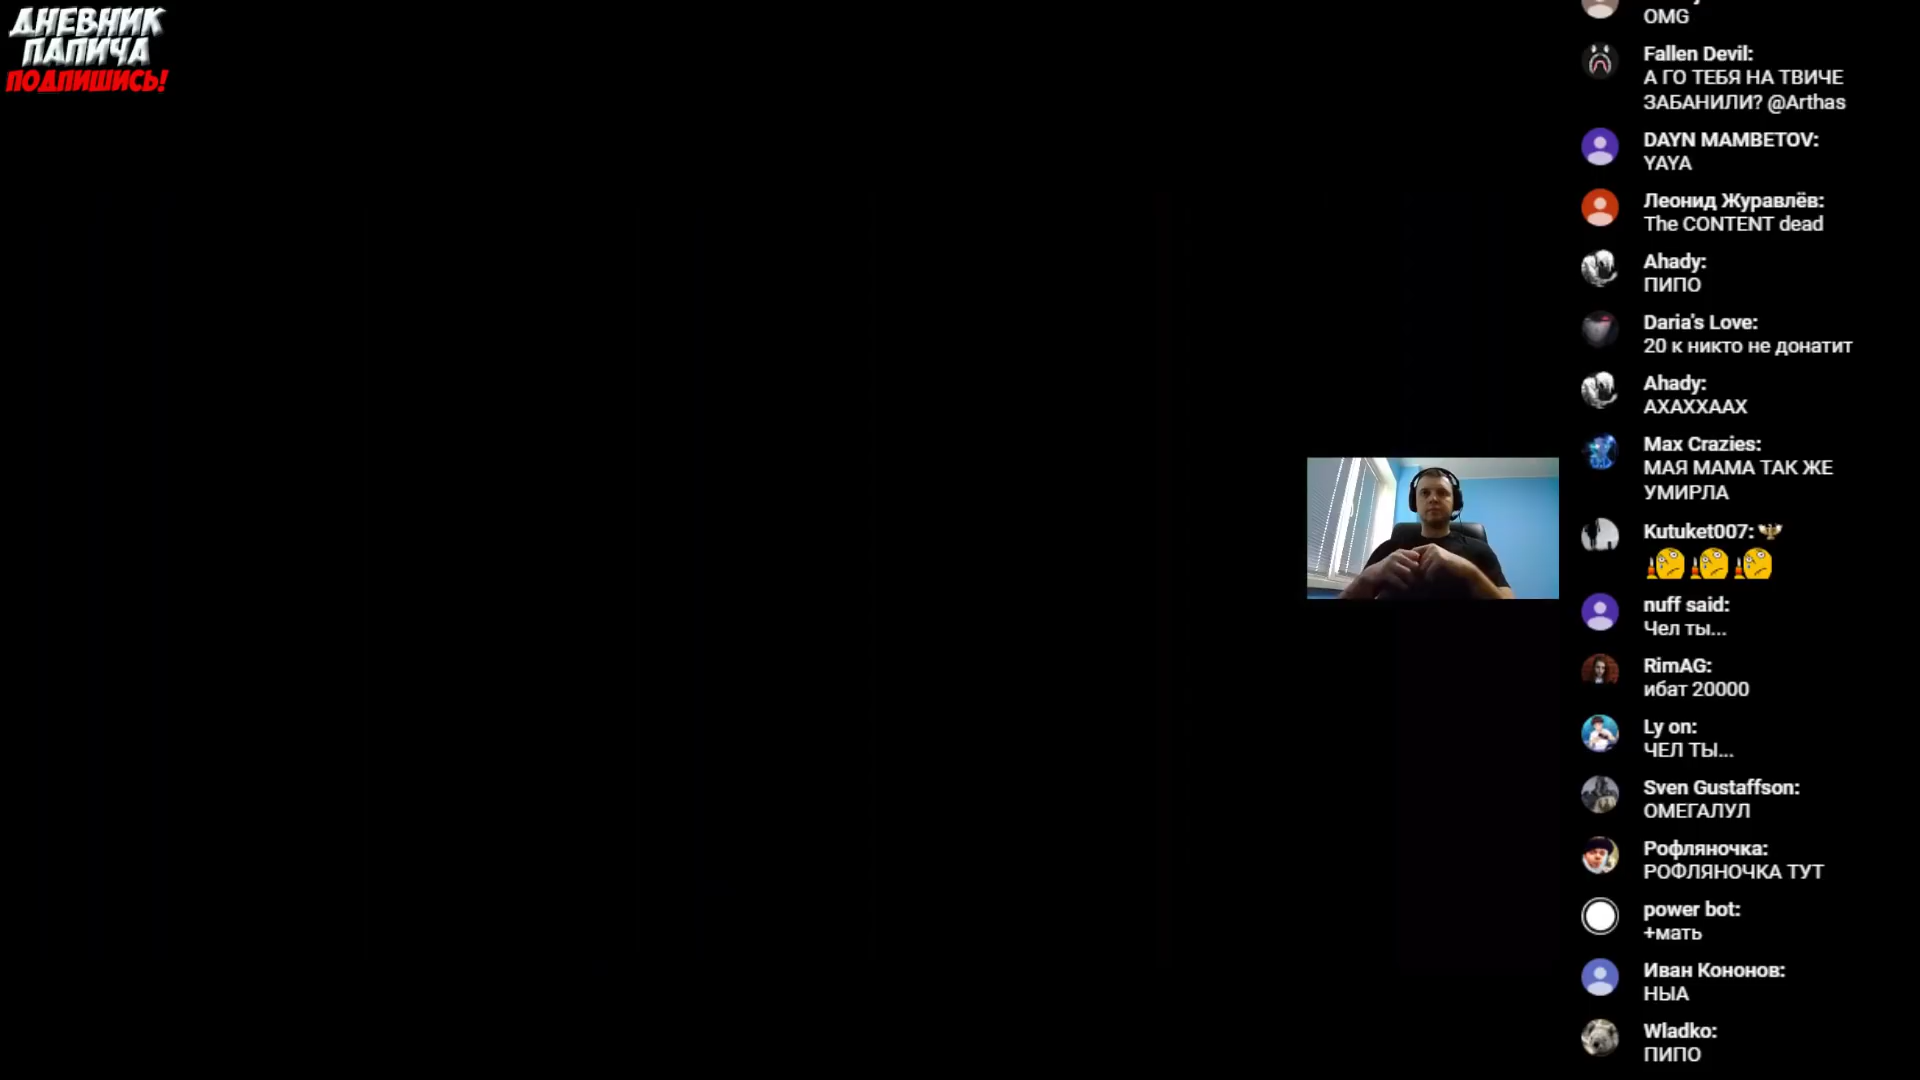 ДНЕВНИК
ПАПИЧА
ПОДПИШИСЬ!
OMG
Fallen Devil:
А ГО ТЕБЯ НА ТВИЧЕ
ЗАБАНИЛИ? @Arthas
DAYN MAMBETOV:
YAYA
Леонид Журавлёв:
The CONTENT dead
Ahady:
ПИПО
Daria's Love:
20 к никто не донатит
Ahady:
АХАХХААХ
Max Crazies:
МАЯ МАМА ТАК ЖЕ
УМИРЛА
Kutuket007:
nuff said:
Чел ты...
RimAG:
ибат 20000
Ly on:
ЧЕЛ ТЫ...
Sven Gustaffson:
ОМЕГАЛУЛ
Рофляночка:
РОФЛЯНОЧКА ТУТ
power bot:
+мать
Иван Кононов:
НЫА
Wladko:
ПИПО